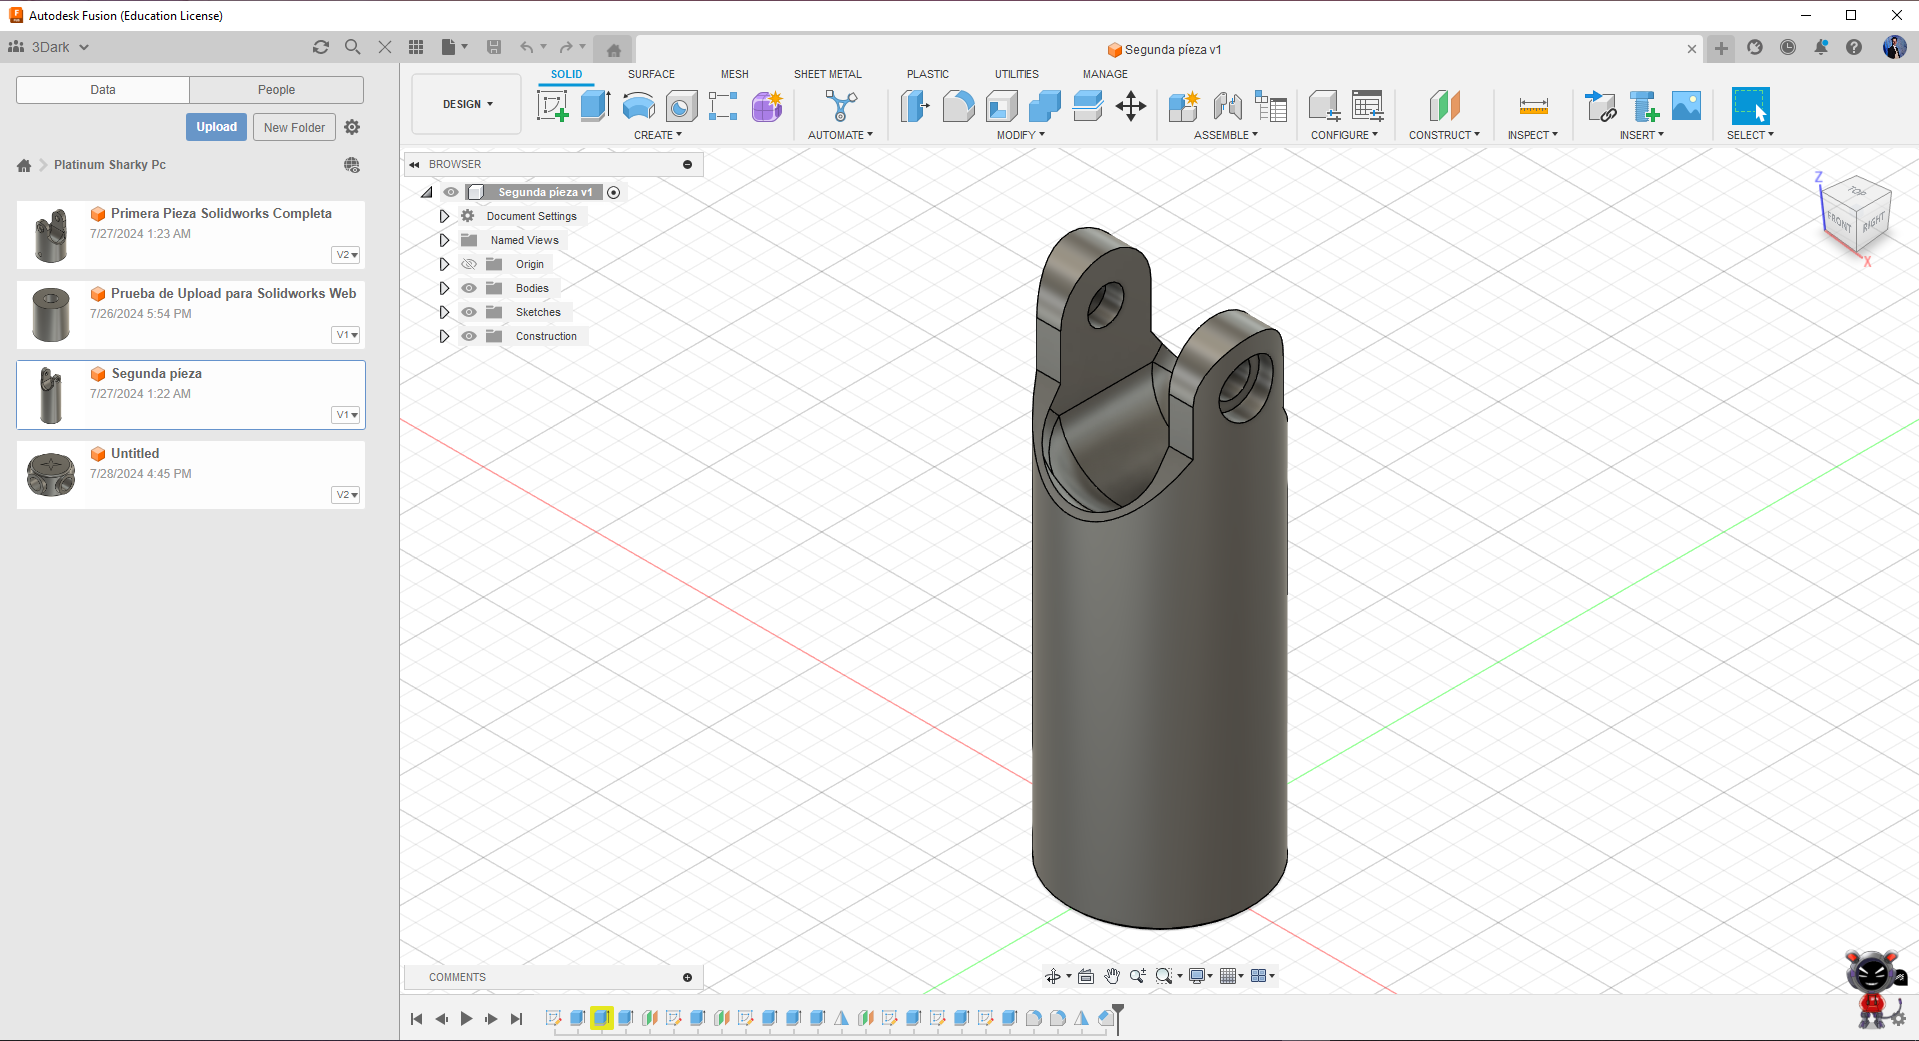 Autodesk Fusion (Education License)
3Dark
Segunda píeza v1
Data
People
Upload
New Folder
Platinum Sharky Pc
Primera Pieza Solidworks Completa
7/27/2024 1:23 AM
V2
Prueba de Upload para Solidworks Web
7/26/2024 5:54 PM
V1
Segunda píeza
7/27/2024 1:22 AM
V1
Untitled
7/28/2024 4:45 PM
V2
DESIGN
SOLID
SURFACE
MESH
SHEET METAL
PLASTIC
UTILITIES
MANAGE
CREATE
AUTOMATE
MODIFY
ASSEMBLE
CONFIGURE
CONSTRUCT
INSPECT
INSERT
SELECT
BROWSER
Segunda píeza v1
Document Settings
Named Views
Origin
Bodies
Sketches
Construction
Z
TOP
FRONT
RIGHT
X
COMMENTS